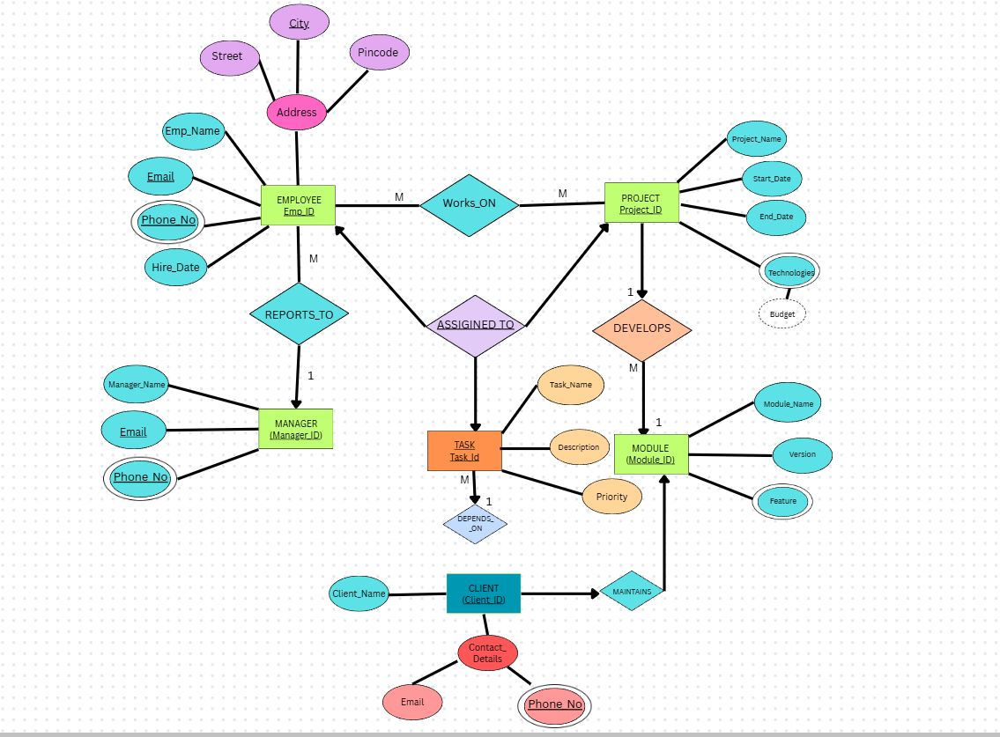 City
Street
Pincode
Address
Emp_Name
Email
Phone_No
Hire_Date
EMPLOYEE
Emp_ID
M
Works_ON
M
PROJECT
Project_ID
Project_Name
Start_Date
End_Date
Technologies
Budget
M
REPORTS_TO
1
ASSIGINED TO
1
DEVELOPS
M
1
Manager_Name
Email
Phone_No
MANAGER
(Manager_ID)
TASK
Task_Id
Task_Name
Description
Priority
M
1
DEPENDS_
_ON
MODULE
(Module_ID)
Module_Name
Version
Feature
Client_Name
CLIENT
(Client_ID)
MAINTAINS
Contact_
Details
Email
Phone_No